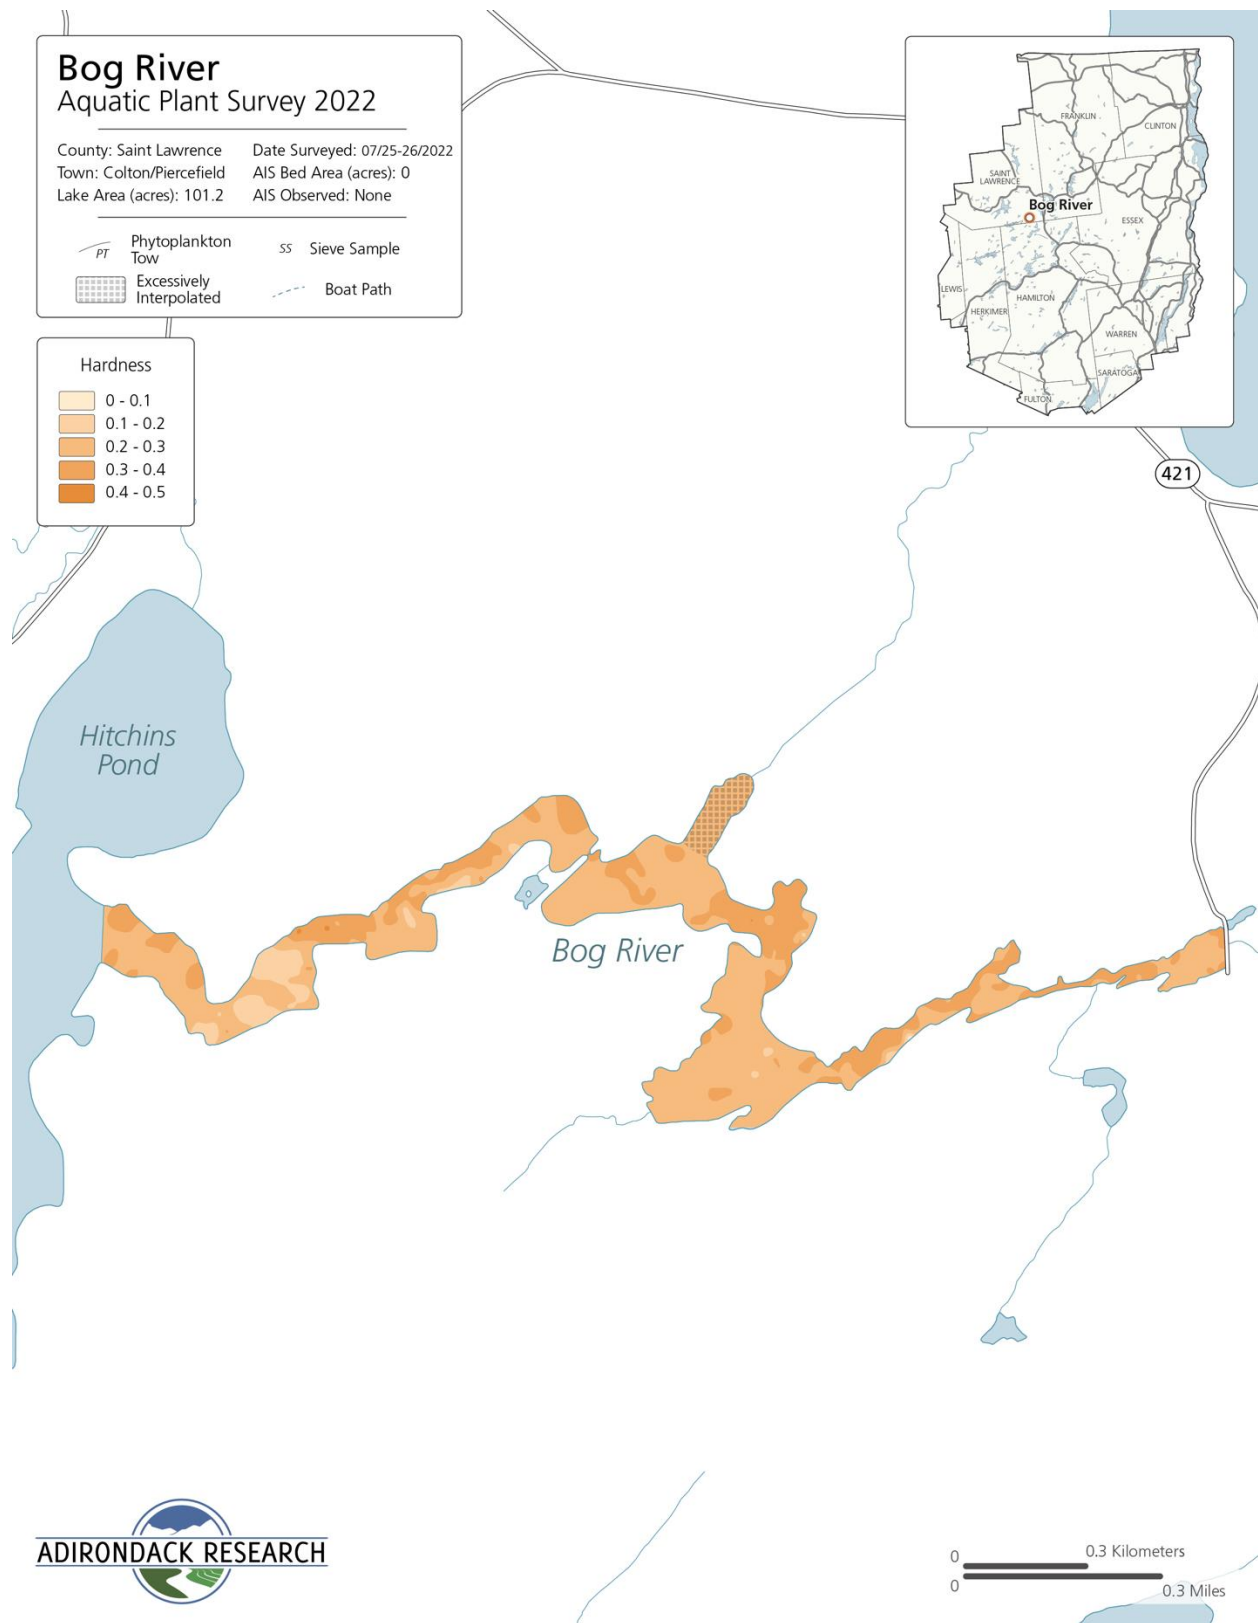 Bog River
Aquatic Plant Survey 2022
County: Saint Lawrence
Date Surveyed: 07/25-26/2022
Town: Colton/Piercefield
AIS Bed Area (acres): 0
Lake Area (acres): 101.2
AIS Observed: None
PT
Phytoplankton
Tow
SS
Sieve Sample
Excessively
Interpolated
Boat Path
Hardness
0 - 0.1
0.1 - 0.2
0.2 - 0.3
0.3 - 0.4
0.4 - 0.5
FRANKLIN
CLINTON
SAINT
LAWRENCE
Bog River
ESSEX
LEWIS
HAMILTON
HERKIMER
WARREN
SARATOGA
FULTON
421
Hitchins
Pond
Bog River
ADIRONDACK RESEARCH
0
0.3 Kilometers
0
0.3 Miles